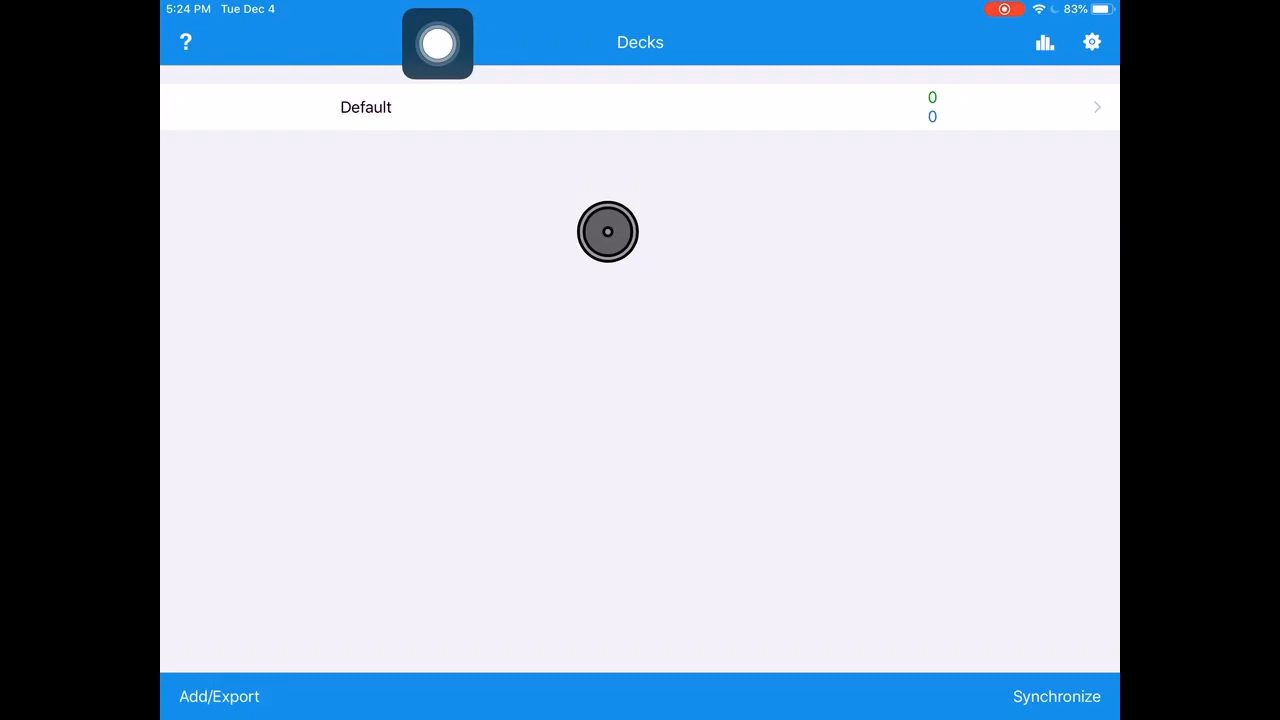 5:24 PM Tue Dec 4
83%
?
Decks
Default
0
0
Add/Export
Synchronize